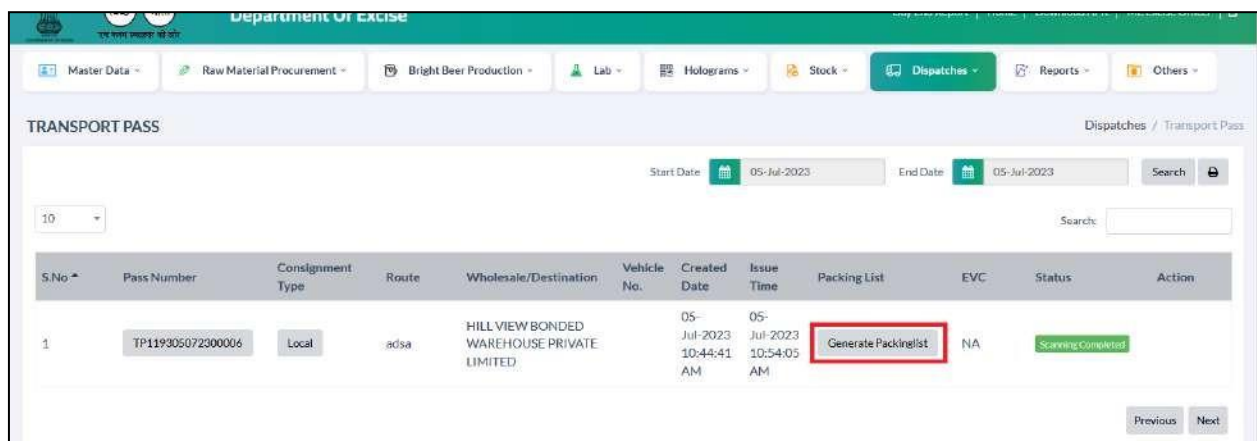 Department Of Excise
Master Data
Raw Material Procurement
Bright Beer Production
Lab
Holograms
Stock
Dispatches
Reports
Others
TRANSPORT PASS
Dispatches / Transport Pass
Start Date 05-Jul-2023 End Date 05-Jul-2023 Search
10
Search:
S.No Pass Number Consignment Type Route Wholesale/Destination Vehicle No. Created Date Issue Time Packing List EVC Status Action
1 TP119305072300006 Local adsa HILL VIEW BONDED WAREHOUSE PRIVATE LIMITED 05-Jul-2023 10:44:41 AM 05-Jul-2023 10:54:05 AM Generate Packinglist NA Scanning Completed
Previous Next